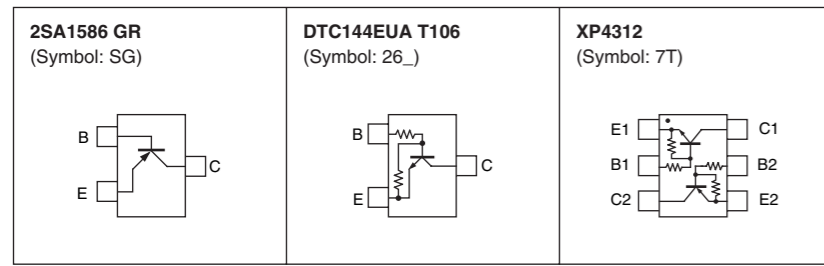 2SA1586 GR
(Symbol: SG)
B
E
C
DTC144EUA T106
(Symbol: 26_)
B
E
C
XP4312
(Symbol: 7T)
E1
C1
B1
B2
C2
E2